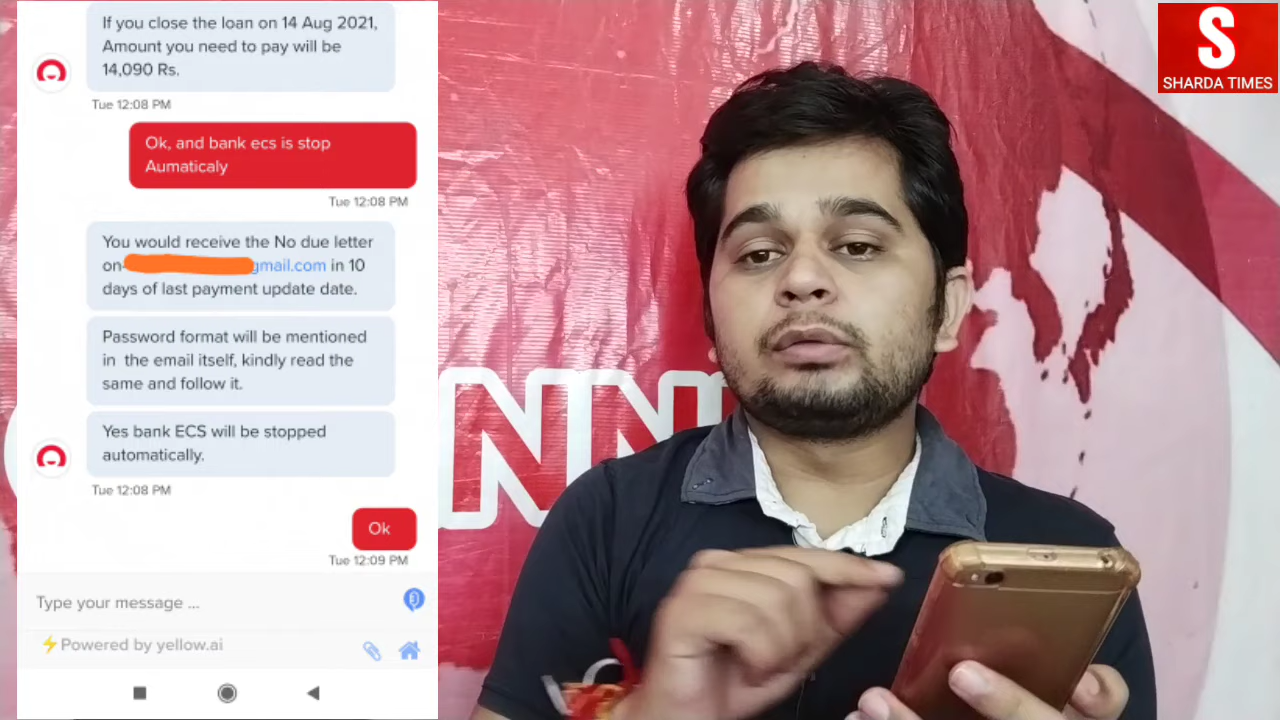 If you close the loan on 14 Aug 2021,
Amount you need to pay will be
14,090 Rs.
Tue 12:08 PM
Ok, and bank ecs is stop
Aumaticaly
Tue 12:08 PM
You would receive the No due letter
on gmail.com in 10
days of last payment update date.
Password format will be mentioned
in the email itself, kindly read the
same and follow it.
Yes bank ECS will be stopped
automatically.
Tue 12:08 PM
Ok
Tue 12:09 PM
Type your message ...
⚡Powered by yellow.ai
NN
S
SHARDA TIMES